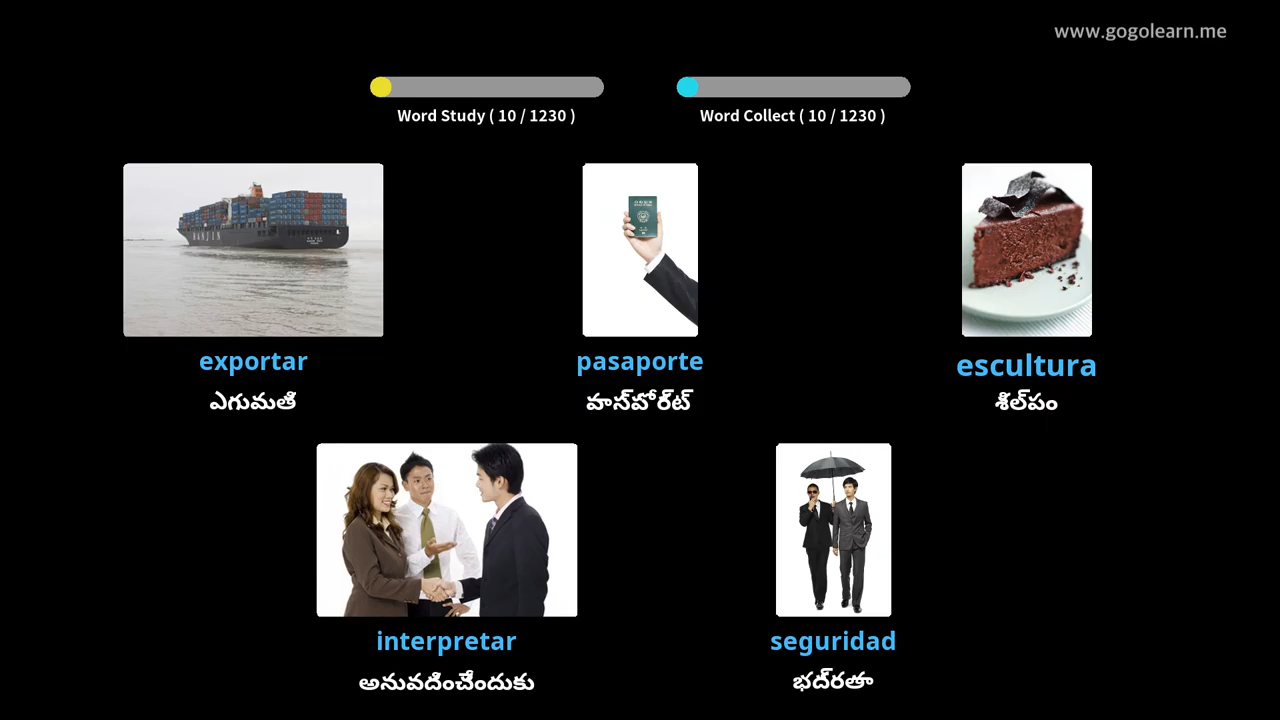 www.gogolearn.me
Word Study ( 10 / 1230 )
Word Collect ( 10 / 1230 )
HANJIN
exportar
pasaporte
escultura
ఎగుమతి
పాస్‌పోర్ట్
శిల్పం
interpretar
seguridad
అనువదించేందుకు
భద్‌రతా